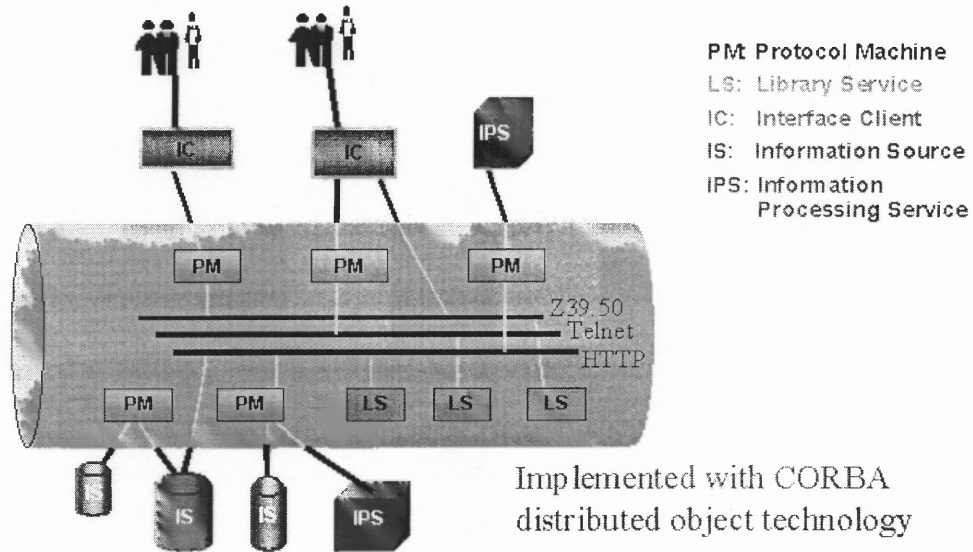 PM: Protocol Machine
LS: Library Service
IC: Interface Client
IS: Information Source
IPS: Information
Processing Service
IC
IC
IPS
PM
PM
PM
Z39.50
Telnet
HTTP
PM
PM
LS
LS
LS
IS
IS
IS
IPS
Implemented with CORBA
distributed object technology